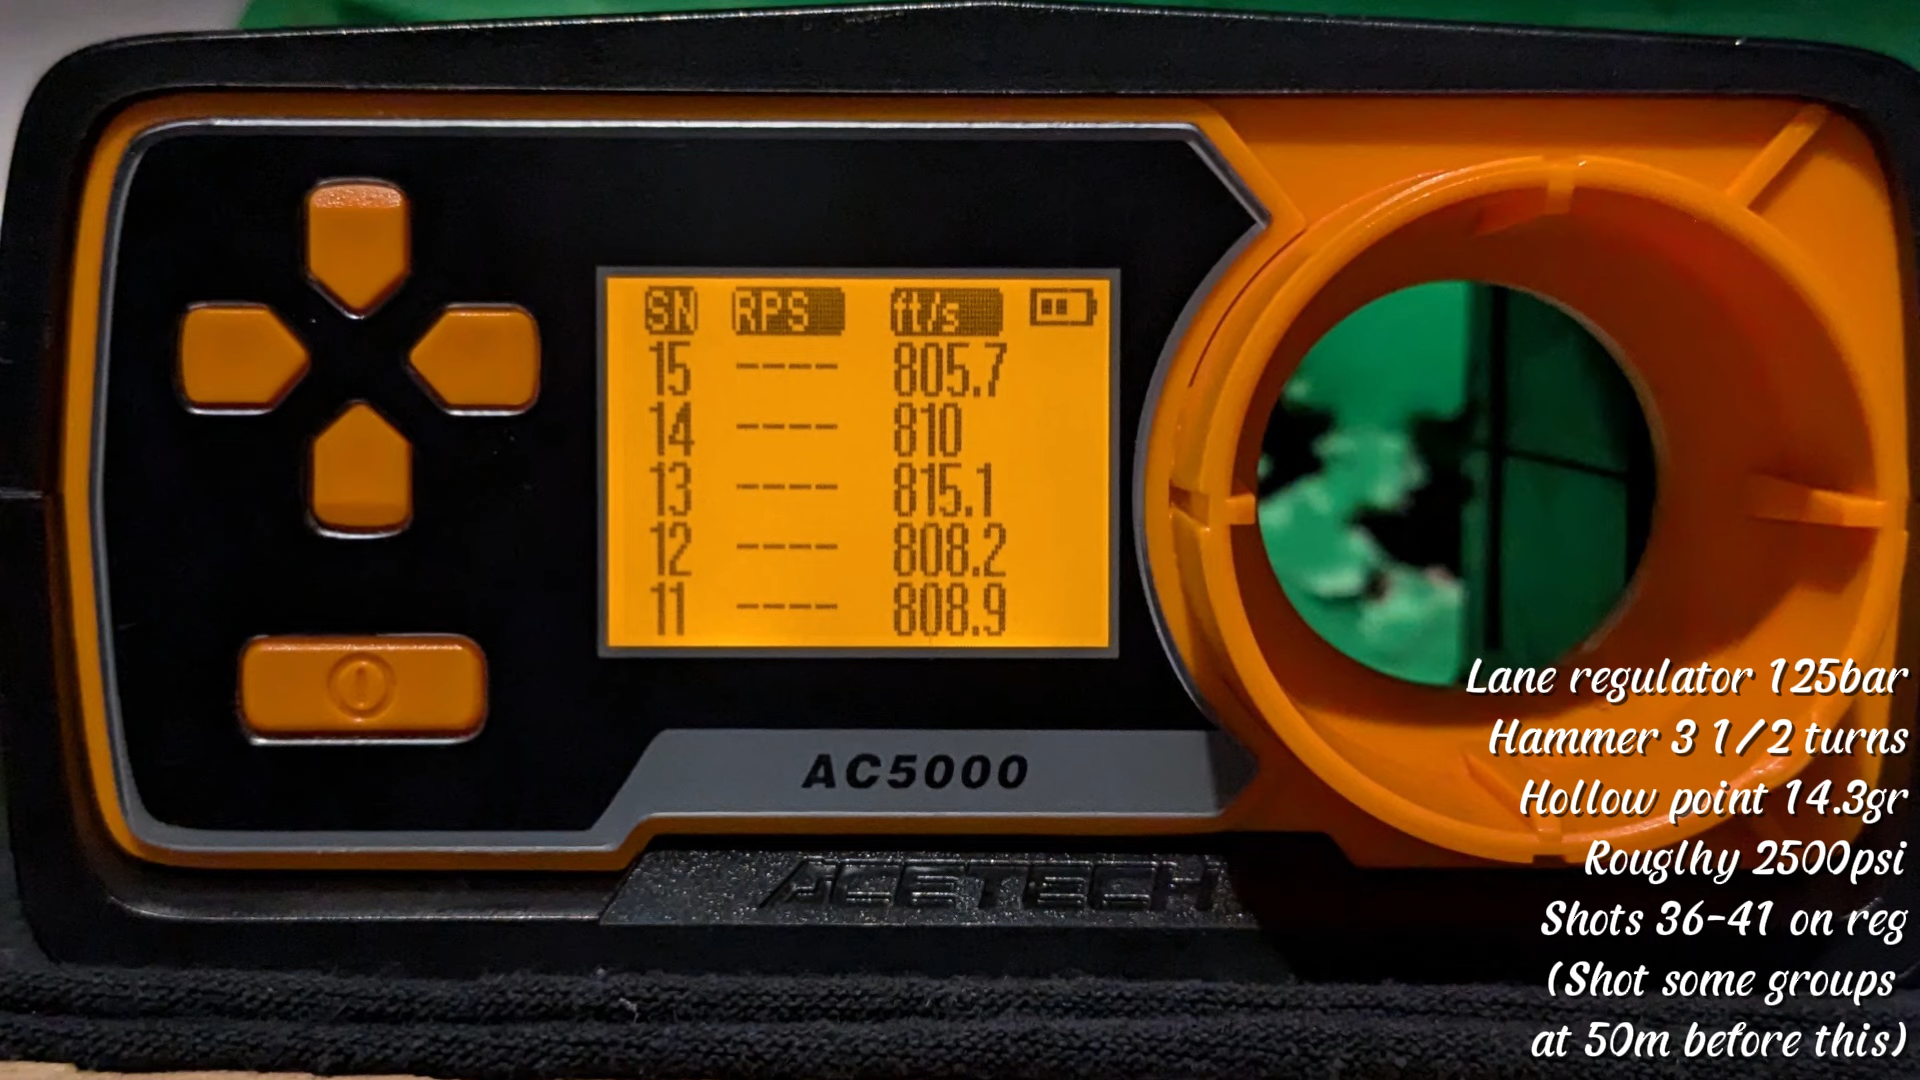 SN RPS ft/s
15 ---- 805.7
14 ---- 810
13 ---- 815.1
12 ---- 808.2
11 ---- 808.9
AC5000
ACETECH
Lane regulator 125bar
Hammer 3 1/2 turns
Hollow point 14.3gr
Rouglhy 2500psi
Shots 36-41 on reg
(Shot some groups
at 50m before this)